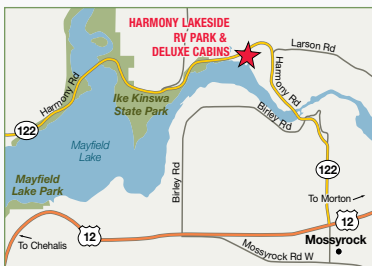 HARMONY LAKESIDE
RV PARK &
DELUXE CABINS
Larson Rd
Harmony Rd
Harmony Rd
Ike Kinswa
State Park
Birley Rd
122
Mayfield
Lake
Birley Rd
122
Mayfield
Lake Park
To Morton
12
To Chehalis
12
Mossyrock
Mossyrock Rd W